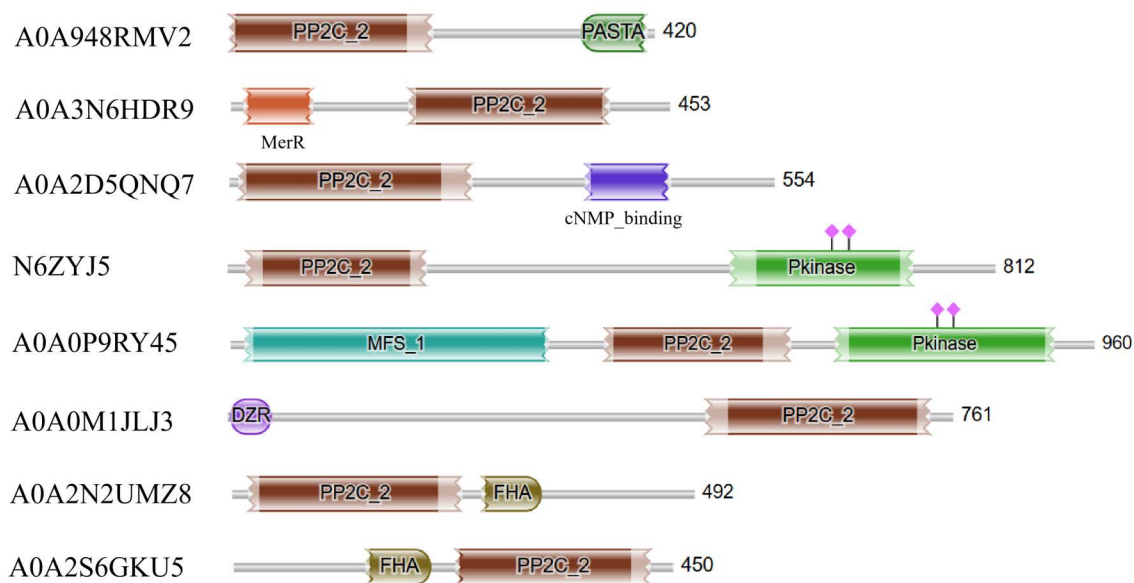 A0A948RMV2 PP2C_2 PASTA 420
A0A3N6HDR9 PP2C_2 453
MerR
A0A2D5QNQ7 PP2C_2 554
cNMP_binding
N6ZYJ5 PP2C_2 Pkinase 812
A0A0P9RY45 MFS_1 PP2C_2 Pkinase 960
A0A0M1JLJ3 DZR PP2C_2 761
A0A2N2UMZ8 PP2C_2 FHA 492
A0A2S6GKU5 FHA PP2C_2 450